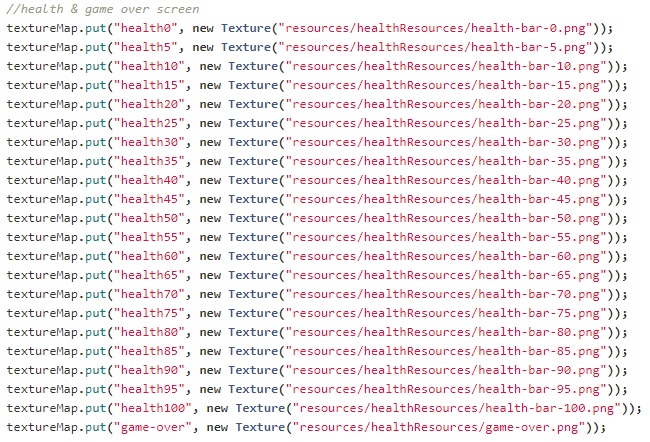 //health & game over screen
textureMap.put("health0", new Texture("resources/healthResources/health-bar-0.png"));
textureMap.put("health5", new Texture("resources/healthResources/health-bar-5.png"));
textureMap.put("health10", new Texture("resources/healthResources/health-bar-10.png"));
textureMap.put("health15", new Texture("resources/healthResources/health-bar-15.png"));
textureMap.put("health20", new Texture("resources/healthResources/health-bar-20.png"));
textureMap.put("health25", new Texture("resources/healthResources/health-bar-25.png"));
textureMap.put("health30", new Texture("resources/healthResources/health-bar-30.png"));
textureMap.put("health35", new Texture("resources/healthResources/health-bar-35.png"));
textureMap.put("health40", new Texture("resources/healthResources/health-bar-40.png"));
textureMap.put("health45", new Texture("resources/healthResources/health-bar-45.png"));
textureMap.put("health50", new Texture("resources/healthResources/health-bar-50.png"));
textureMap.put("health55", new Texture("resources/healthResources/health-bar-55.png"));
textureMap.put("health60", new Texture("resources/healthResources/health-bar-60.png"));
textureMap.put("health65", new Texture("resources/healthResources/health-bar-65.png"));
textureMap.put("health70", new Texture("resources/healthResources/health-bar-70.png"));
textureMap.put("health75", new Texture("resources/healthResources/health-bar-75.png"));
textureMap.put("health80", new Texture("resources/healthResources/health-bar-80.png"));
textureMap.put("health85", new Texture("resources/healthResources/health-bar-85.png"));
textureMap.put("health90", new Texture("resources/healthResources/health-bar-90.png"));
textureMap.put("health95", new Texture("resources/healthResources/health-bar-95.png"));
textureMap.put("health100", new Texture("resources/healthResources/health-bar-100.png"));
textureMap.put("game-over", new Texture("resources/healthResources/game-over.png"));